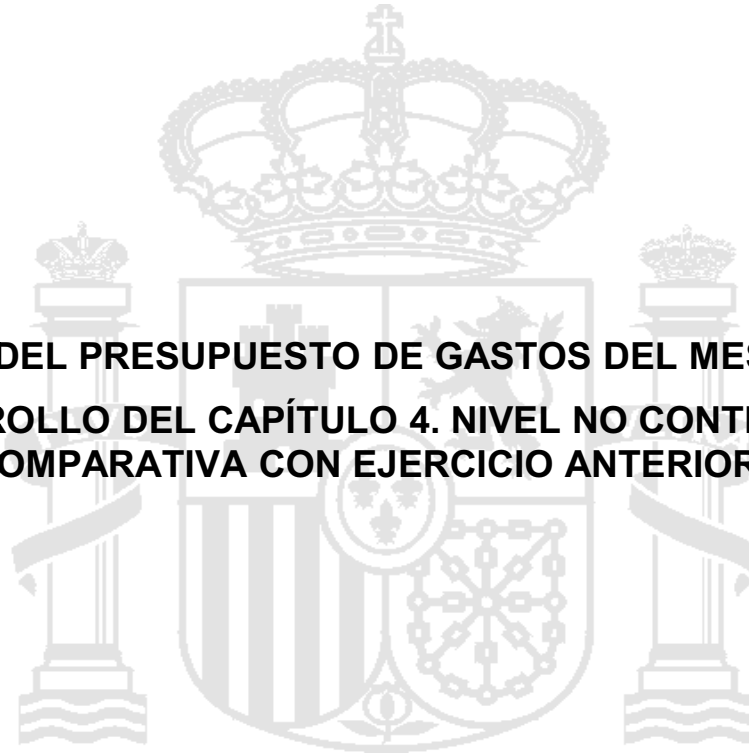 DEL PRESUPUESTO DE GASTOS DEL MES
ROLLO DEL CAPÍTULO 4. NIVEL NO CONT
OMPARATIVA CON EJERCICIO ANTERIOR